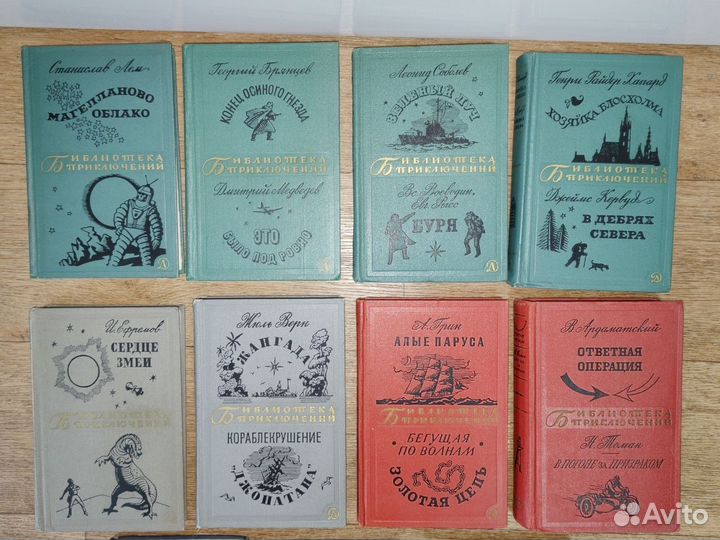 Станислав Лем
МАГЕЛЛАНОВО
ОБЛАКО
БИБЛИОТЕКА
ПРИКЛЮЧЕНИЙ
Георгий Брянцев
КОНЕЦ ОСИНОГО ГНЕЗДА
БИБЛИОТЕКА
ПРИКЛЮЧЕНИЙ
Дмитрий Медведев
ЭТО
БЫЛО ПОД РОВНО
Леонид Соболев
ЗЕЛЕНЫЙ ЛУЧ
БИБЛИОТЕКА
ПРИКЛЮЧЕНИЙ
Вс. Воеводин,
Евг. Рысс
БУРЯ
Генри Райдер Хаггард
ХОЗЯЙКА БЛОСХОЛМА
БИБЛИОТЕКА
ПРИКЛЮЧЕНИЙ
Джеймс Кервуд
В ДЕБРЯХ
СЕВЕРА
И. Ефремов
СЕРДЦЕ
ЗМЕИ
БИБЛИОТЕКА
ПРИКЛЮЧЕНИЙ
Жюль Верн
ЖАНГАДА
БИБЛИОТЕКА
ПРИКЛЮЧЕНИЙ
КОРАБЛЕКРУШЕНИЕ
"ДЖОНАТАНА"
А. Грин
АЛЫЕ ПАРУСА
БИБЛИОТЕКА
ПРИКЛЮЧЕНИЙ
БЕГУЩАЯ
ПО ВОЛНАМ
ЗОЛОТАЯ ЦЕПЬ
В. Ардаматский
ОТВЕТНАЯ
ОПЕРАЦИЯ
БИБЛИОТЕКА
ПРИКЛЮЧЕНИЙ
Н. Томан
В ПОГОНЕ ЗА ПРИЗРАКОМ
Avito